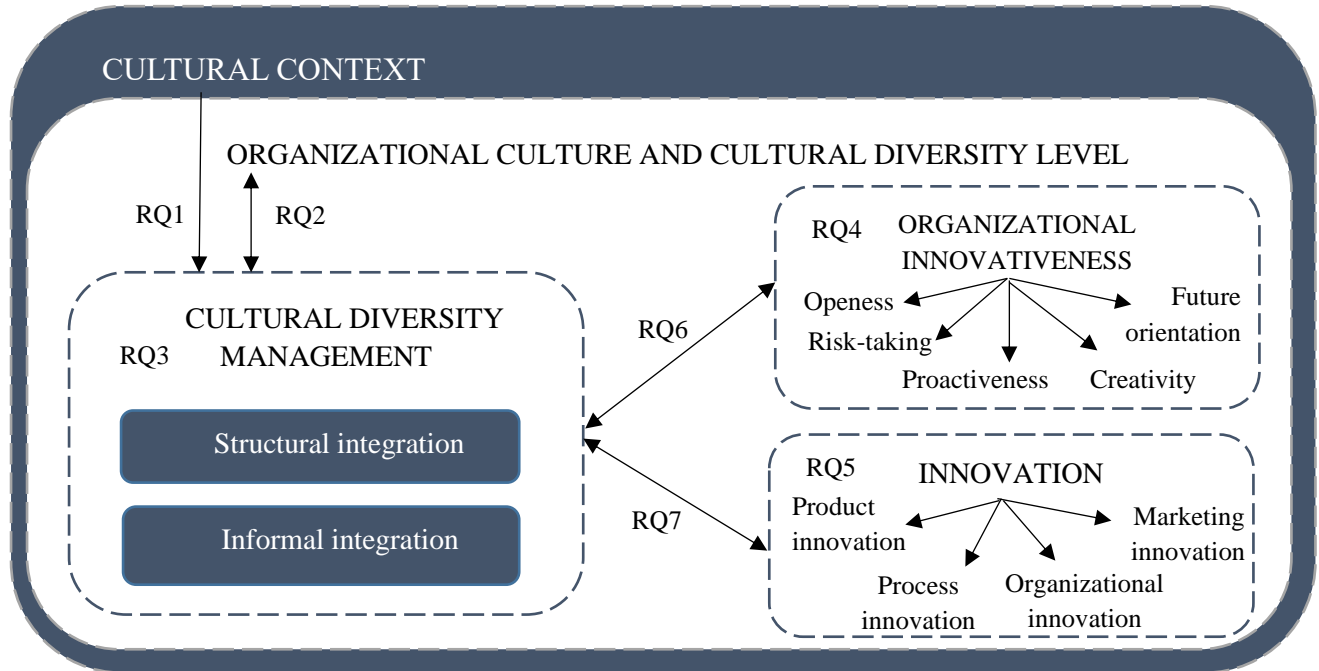 CULTURAL CONTEXT
ORGANIZATIONAL CULTURE AND CULTURAL DIVERSITY LEVEL
RQ1
RQ2
RQ3
CULTURAL DIVERSITY
MANAGEMENT
Structural integration
Informal integration
RQ6
RQ7
RQ4
ORGANIZATIONAL
INNOVATIVENESS
Openess
Risk-taking
Proactiveness
Creativity
Future
orientation
RQ5
INNOVATION
Product
innovation
Process
innovation
Organizational
innovation
Marketing
innovation